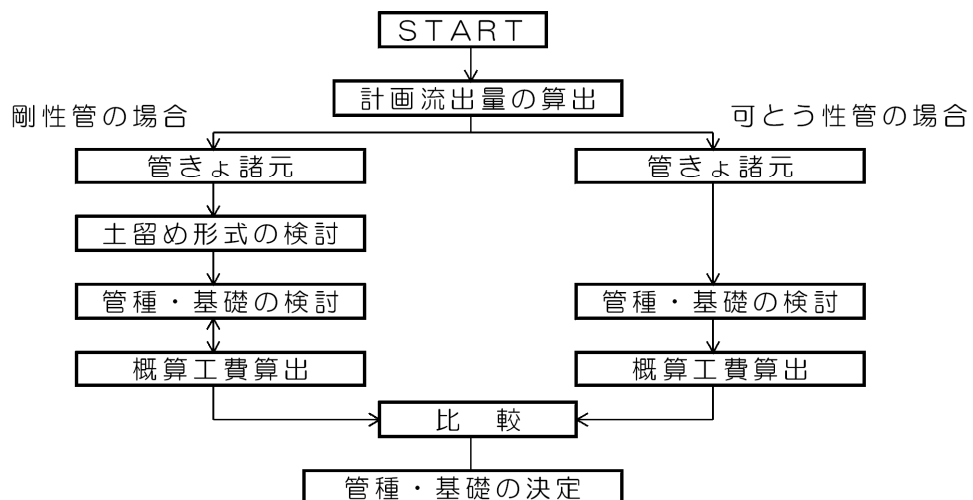 START
計画流出量の算出
剛性管の場合
可とう性管の場合
管きょ諸元
管きょ諸元
土留め形式の検討
管種・基礎の検討
管種・基礎の検討
概算工費算出
概算工費算出
比　較
管種・基礎の決定